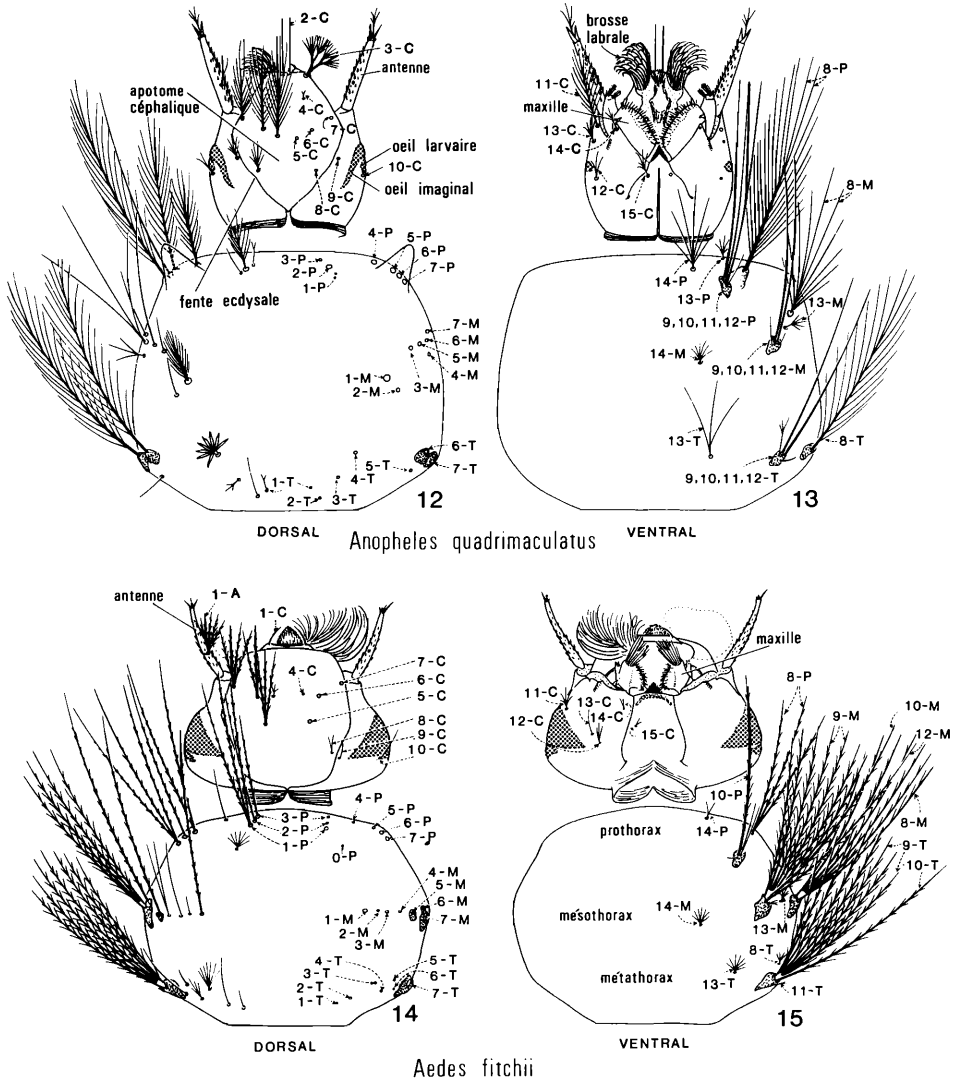 2-C
3-C
antenne
apotome
céphalique
4-C
7-C
6-C
5-C
oeil larvaire
10-C
oeil imaginal
9-C
8-C
4-P
5-P
6-P
7-P
3-P
2-P
1-P
fente ecdysale
7-M
6-M
5-M
4-M
3-M
1-M
2-M
6-T
7-T
5-T
4-T
3-T
1-T
2-T
12
DORSAL
brosse
labrale
8-P
11-C
maxille
13-C
14-C
12-C
15-C
8-M
14-P
13-P
9,10,11,12-P
13-M
14-M
9,10,11,12-M
13-T
8-T
9,10,11,12-T
13
VENTRAL
Anopheles quadrimaculatus
antenne
1-A
1-C
7-C
4-C
6-C
5-C
8-C
9-C
10-C
4-P
3-P
5-P
2-P
6-P
1-P
7-P
0-P
4-M
5-M
6-M
1-M
7-M
2-M
3-M
4-T
5-T
3-T
6-T
2-T
7-T
1-T
14
DORSAL
maxille
11-C
13-C
8-P
12-C
14-C
9-M
10-M
15-C
12-M
10-P
prothorax
14-P
8-M
9-T
10-T
mésothorax
14-M
13-M
8-T
métathorax
13-T
11-T
15
VENTRAL
Aedes fitchii